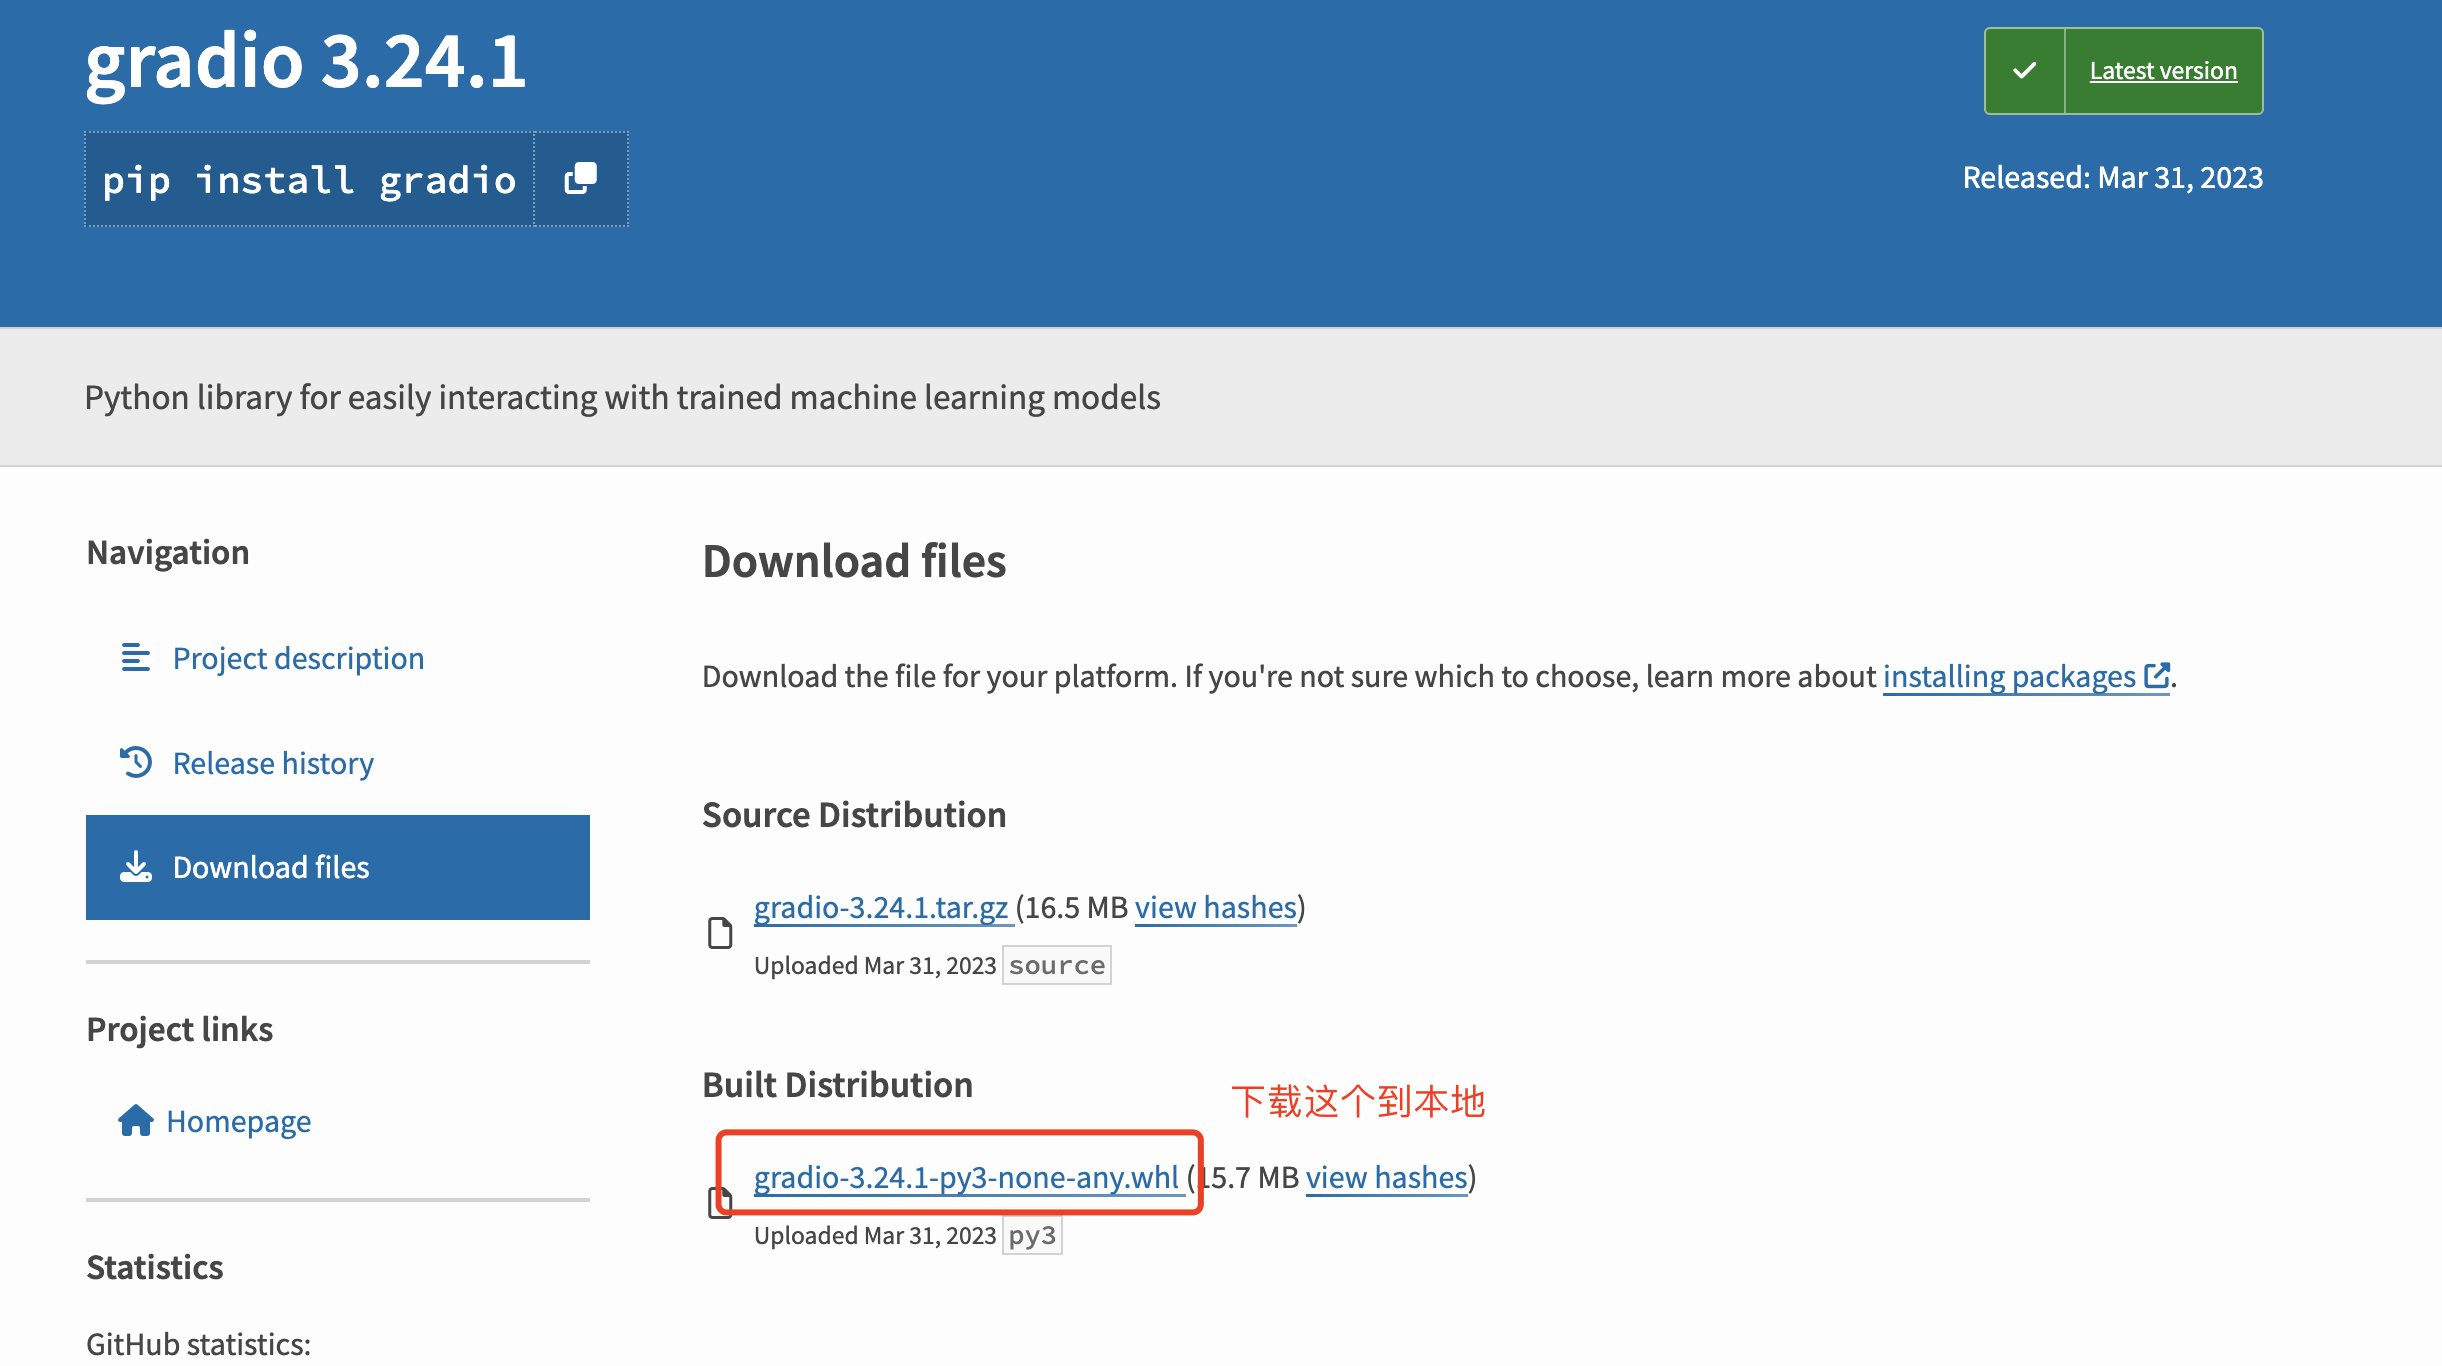 gradio 3.24.1
Latest version
pip install gradio
Released: Mar 31, 2023
Python library for easily interacting with trained machine learning models
Navigation
Project description
Release history
Download files
Project links
Homepage
Statistics
GitHub statistics:
Download files
Download the file for your platform. If you're not sure which to choose, learn more about installing packages.
Source Distribution
gradio-3.24.1.tar.gz (16.5 MB view hashes)
Uploaded Mar 31, 2023 source
Built Distribution
下载这个到本地
gradio-3.24.1-py3-none-any.whl (15.7 MB view hashes)
Uploaded Mar 31, 2023 py3